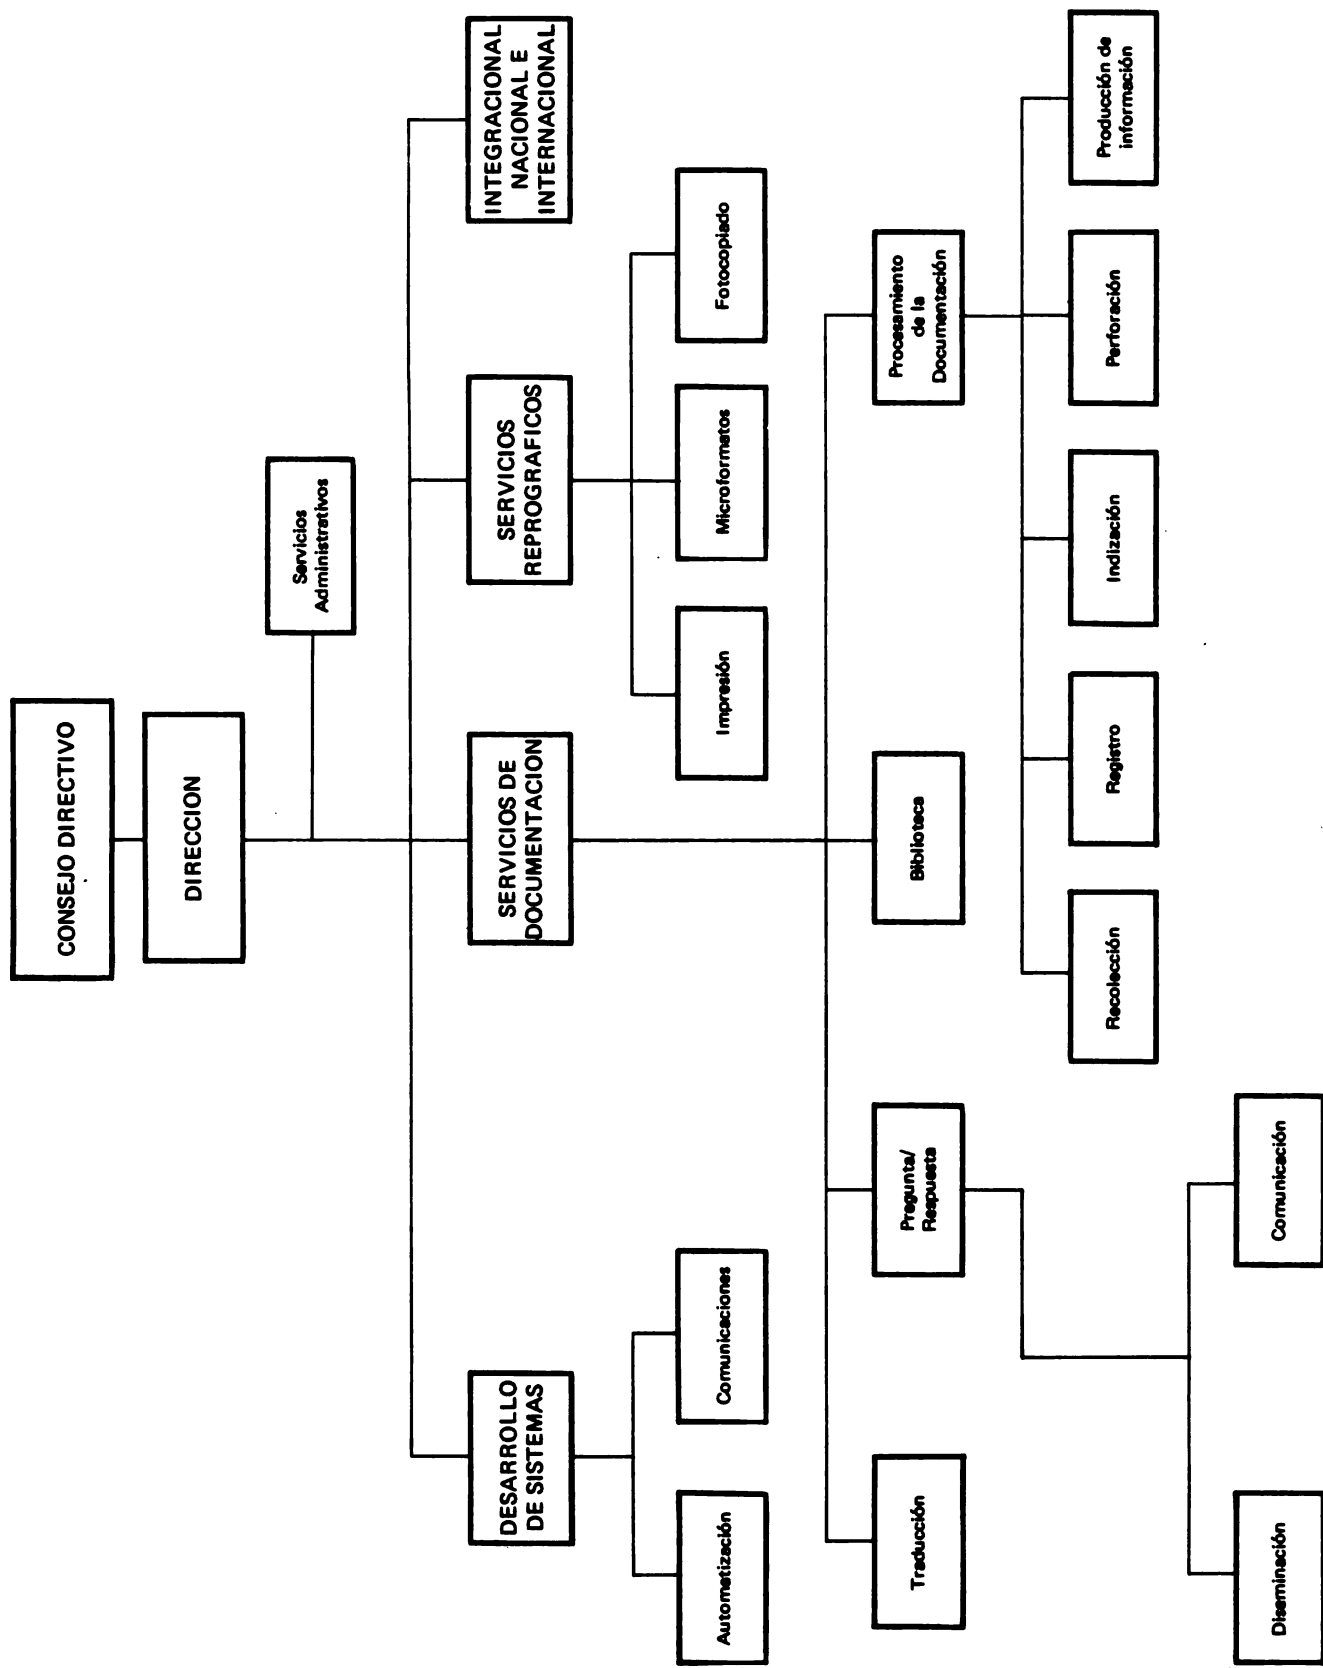 CONSEJO DIRECTIVO
DIRECCION
Servicios
Administrativos
DESARROLLO
DE SISTEMAS
SERVICIOS DE
DOCUMENTACION
SERVICIOS
REPROGRAFICOS
INTEGRACIONAL
NACIONAL E
INTERNACIONAL
Automatización
Comunicaciones
Impresión
Microformatos
Fotocopiado
Traducción
Pregunta/
Respuesta
Biblioteca
Procesamiento
de la
Documentación
Recolección
Registro
Indización
Perforación
Producción de
información
Diseminación
Comunicación